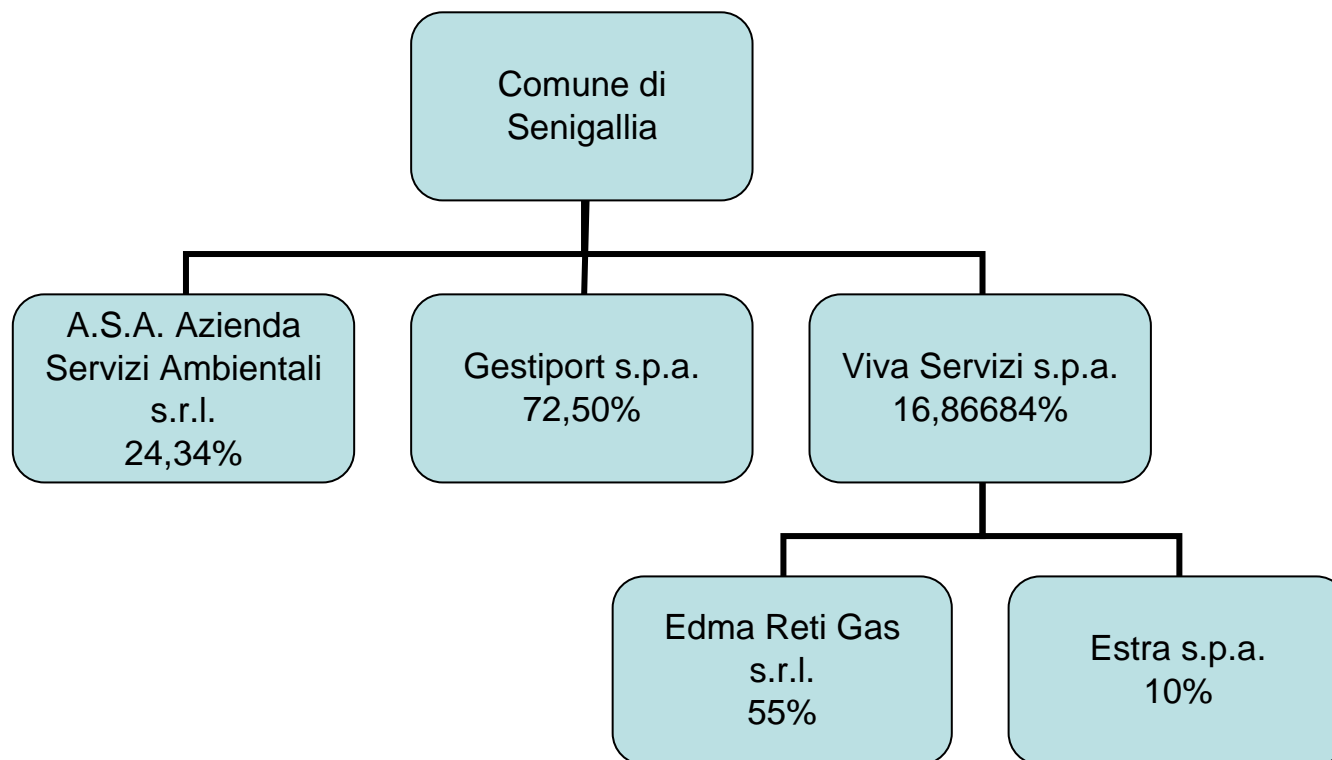 Comune di
Senigallia
A.S.A. Azienda
Servizi Ambientali
s.r.l.
24,34%
Gestiport s.p.a.
72,50%
Viva Servizi s.p.a.
16,86684%
Edma Reti Gas
s.r.l.
55%
Estra s.p.a.
10%